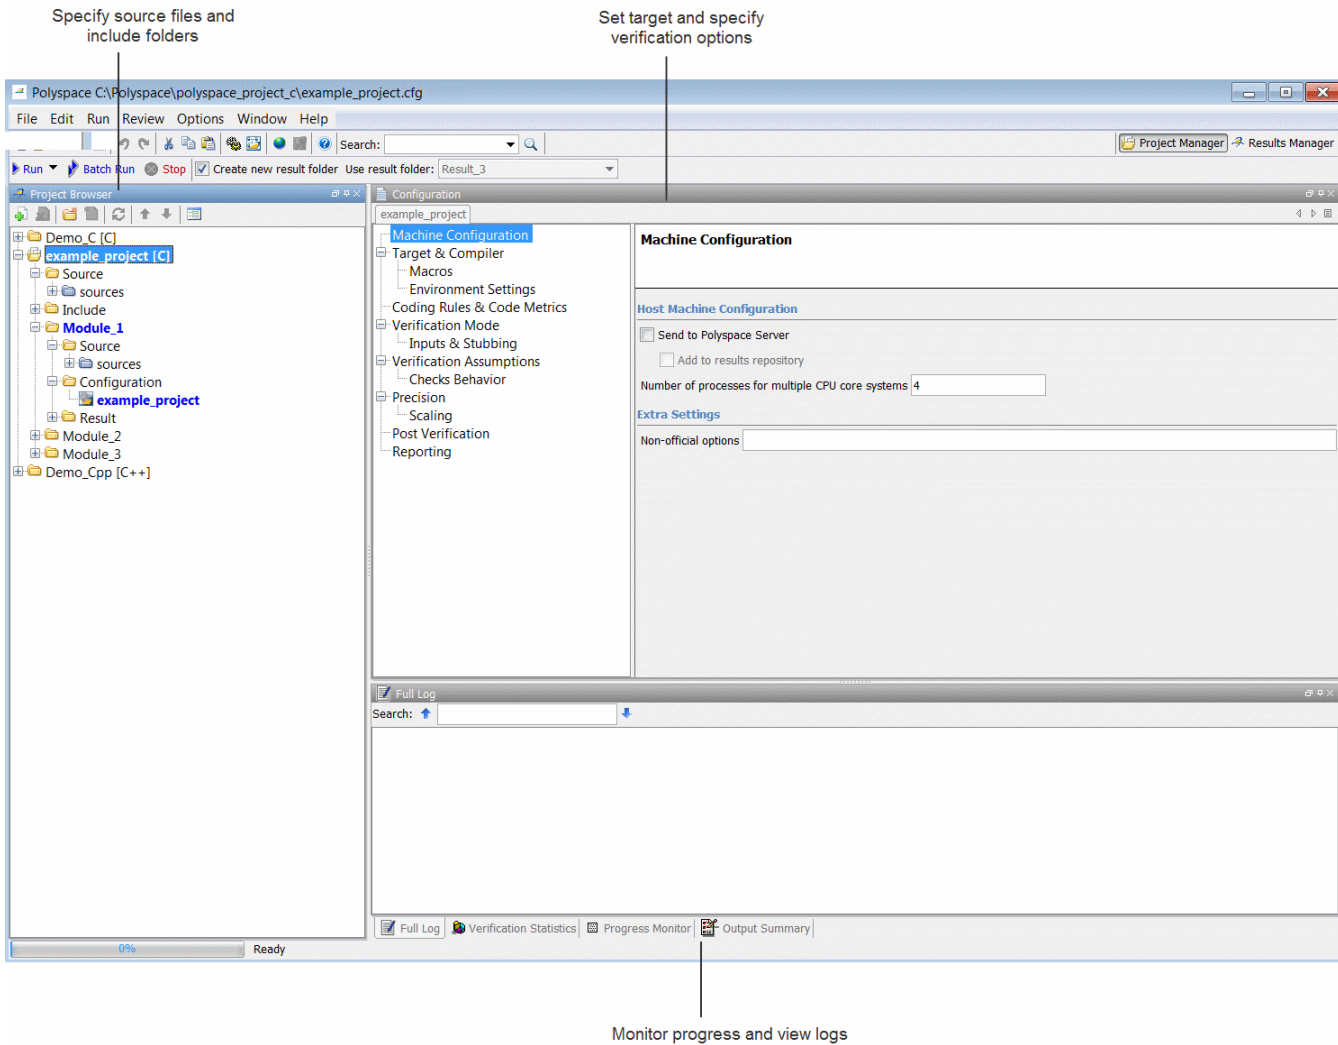 Specify source files and
include folders
Set target and specify
verification options
Polyspace C:\Polyspace\polyspace_project_c\example_project.cfg
File Edit Run Review Options Window Help
Search:
Project Manager Results Manager
Run Batch Run Stop Create new result folder Use result folder: Result_3
Project Browser
Demo_C [C]
example_project [C]
Source
sources
Include
Module_1
Source
sources
Configuration
example_project
Result
Module_2
Module_3
Demo_Cpp [C++]
Configuration
example_project
Machine Configuration
Target & Compiler
Macros
Environment Settings
Coding Rules & Code Metrics
Verification Mode
Inputs & Stubbing
Verification Assumptions
Checks Behavior
Precision
Scaling
Post Verification
Reporting
Machine Configuration
Host Machine Configuration
Send to Polyspace Server
Add to results repository
Number of processes for multiple CPU core systems 4
Extra Settings
Non-official options
Full Log
Search:
Full Log Verification Statistics Progress Monitor Output Summary
0% Ready
Monitor progress and view logs